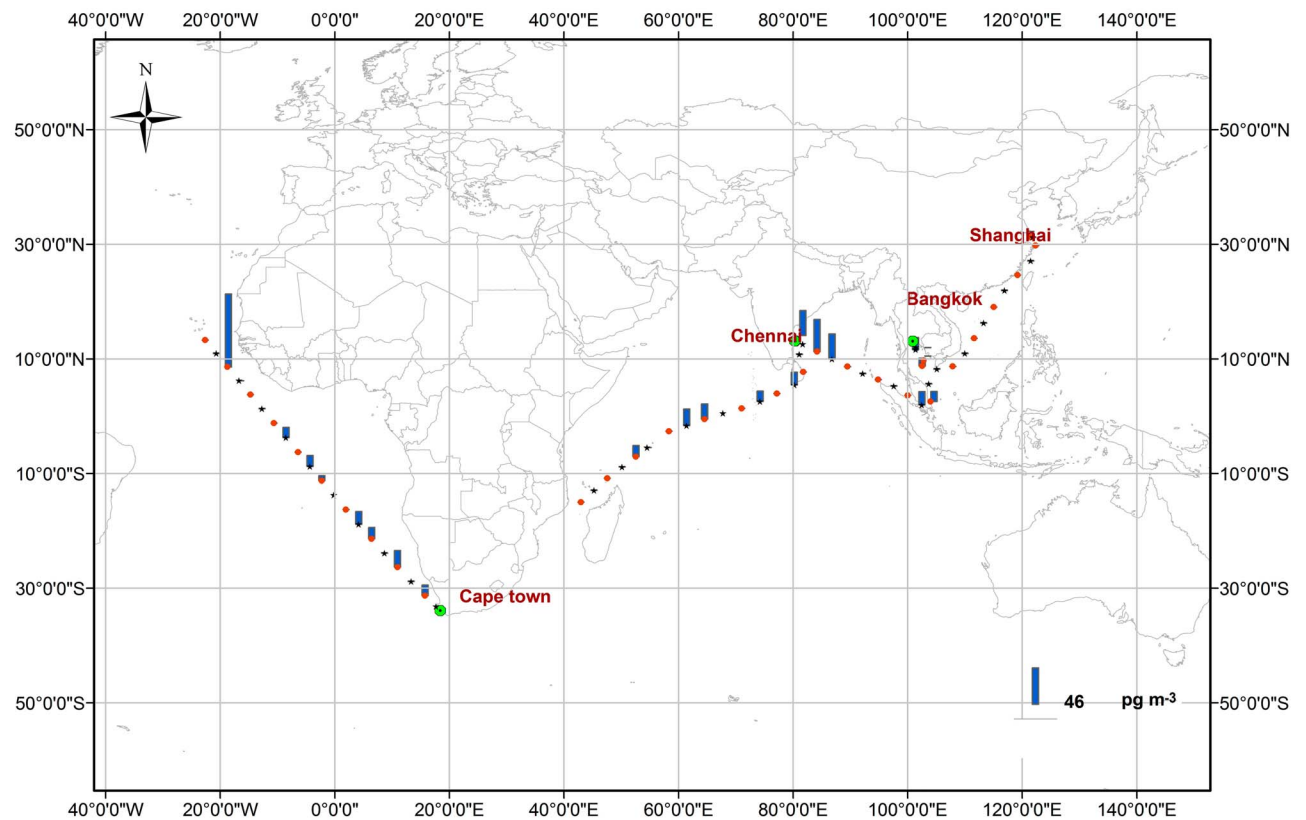 40°0'0"W 20°0'0"W 0°0'0" 20°0'0"E 40°0'0"E 60°0'0"E 80°0'0"E 100°0'0"E 120°0'0"E 140°0'0"E
N
50°0'0"N 50°0'0"N
Shanghai
30°0'0"N 30°0'0"N
Bangkok
Chennai
10°0'0"N 10°0'0"N
10°0'0"S 10°0'0"S
30°0'0"S 30°0'0"S
Cape town
50°0'0"S 46 pg m-3 50°0'0"S
40°0'0"W 20°0'0"W 0°0'0" 20°0'0"E 40°0'0"E 60°0'0"E 80°0'0"E 100°0'0"E 120°0'0"E 140°0'0"E